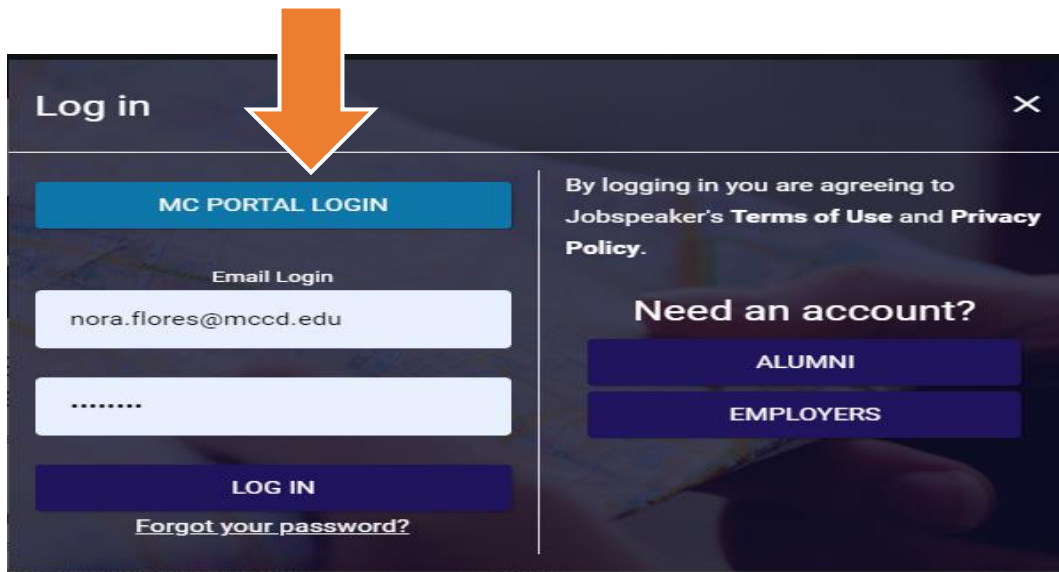 Log in
×
MC PORTAL LOGIN
Email Login
nora.flores@mccd.edu
........
LOG IN
Forgot your password?
By logging in you are agreeing to
Jobspeaker's Terms of Use and Privacy
Policy.
Need an account?
ALUMNI
EMPLOYERS